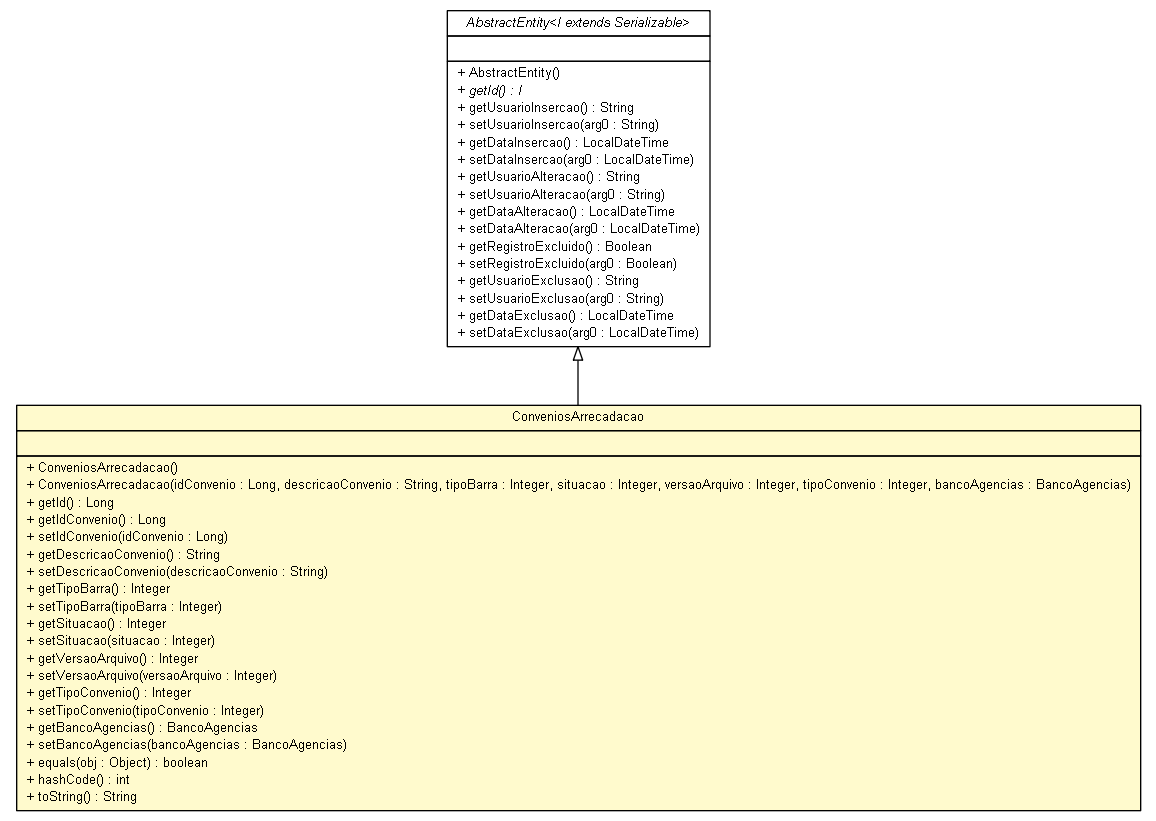 AbstractEntity<I extends Serializable>
+ AbstractEntity()
+ getId() : I
+ getUsuarioInsercao() : String
+ setUsuarioInsercao(arg0 : String)
+ getDataInsercao() : LocalDateTime
+ setDataInsercao(arg0 : LocalDateTime)
+ getUsuarioAlteracao() : String
+ setUsuarioAlteracao(arg0 : String)
+ getDataAlteracao() : LocalDateTime
+ setDataAlteracao(arg0 : LocalDateTime)
+ getRegistroExcluido() : Boolean
+ setRegistroExcluido(arg0 : Boolean)
+ getUsuarioExclusao() : String
+ setUsuarioExclusao(arg0 : String)
+ getDataExclusao() : LocalDateTime
+ setDataExclusao(arg0 : LocalDateTime)
ConveniosArrecadacao
+ ConveniosArrecadacao()
+ ConveniosArrecadacao(idConvenio : Long, descricaoConvenio : String, tipoBarra : Integer, situacao : Integer, versaoArquivo : Integer, tipoConvenio : Integer, bancoAgencias : BancoAgencias)
+ getId() : Long
+ getIdConvenio() : Long
+ setIdConvenio(idConvenio : Long)
+ getDescricaoConvenio() : String
+ setDescricaoConvenio(descricaoConvenio : String)
+ getTipoBarra() : Integer
+ setTipoBarra(tipoBarra : Integer)
+ getSituacao() : Integer
+ setSituacao(situacao : Integer)
+ getVersaoArquivo() : Integer
+ setVersaoArquivo(versaoArquivo : Integer)
+ getTipoConvenio() : Integer
+ setTipoConvenio(tipoConvenio : Integer)
+ getBancoAgencias() : BancoAgencias
+ setBancoAgencias(bancoAgencias : BancoAgencias)
+ equals(obj : Object) : boolean
+ hashCode() : int
+ toString() : String